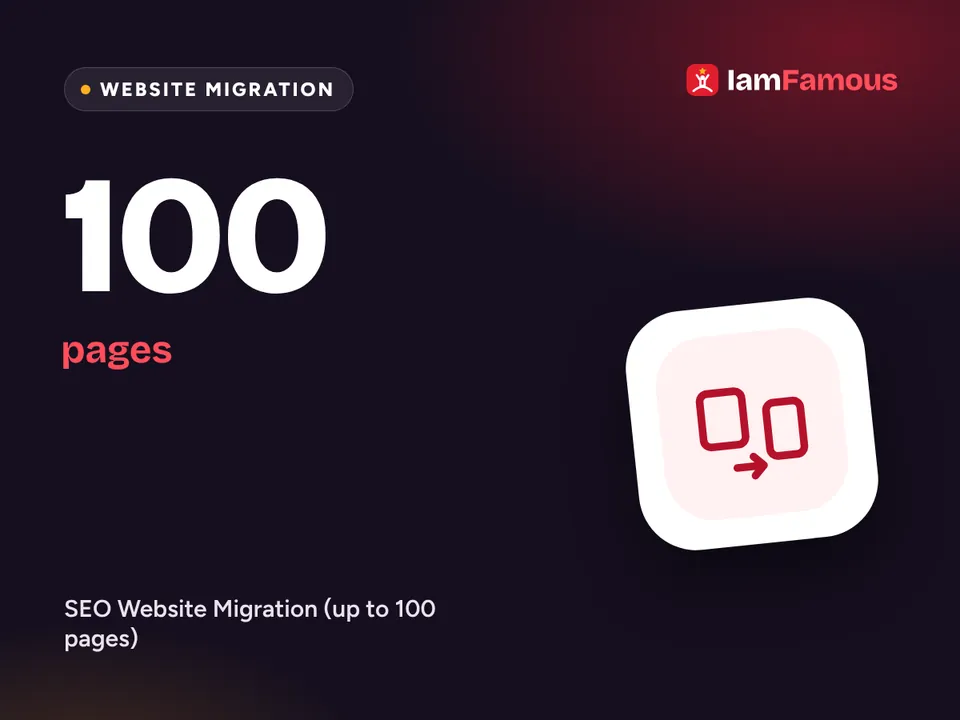 WEBSITE MIGRATION
IamFamous
100
pages
SEO Website Migration (up to 100
pages)